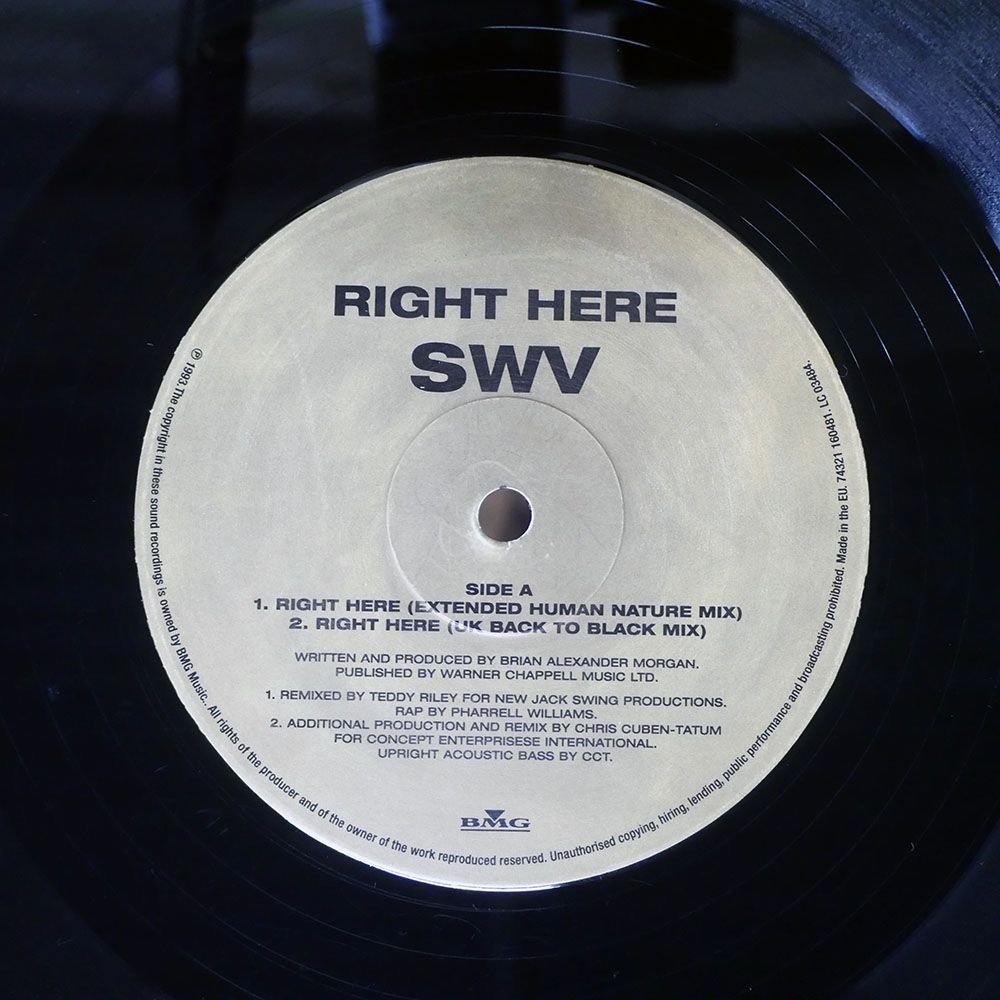 RIGHT HERE
SWV
SIDE A
1. RIGHT HERE (EXTENDED HUMAN NATURE MIX)
2. RIGHT HERE (UK BACK TO BLACK MIX)
WRITTEN AND PRODUCED BY BRIAN ALEXANDER MORGAN.
PUBLISHED BY WARNER CHAPPELL MUSIC LTD.
1. REMIXED BY TEDDY RILEY FOR NEW JACK SWING PRODUCTIONS.
RAP BY PHARRELL WILLIAMS.
2. ADDITIONAL PRODUCTION AND REMIX BY CHRIS CUBEN-TATUM
FOR CONCEPT ENTERPRISESE INTERNATIONAL.
UPRIGHT ACOUSTIC BASS BY CCT.
BMG
℗ 1993.The copyright in these sound recordings is owned by BMG Music.. All rights of the producer and of the owner of the work reproduced reserved. Unauthorised copying, hiring, lending, public performance and broadcasting prohibited. Made in the EU. 74321 160481. LC 03484.